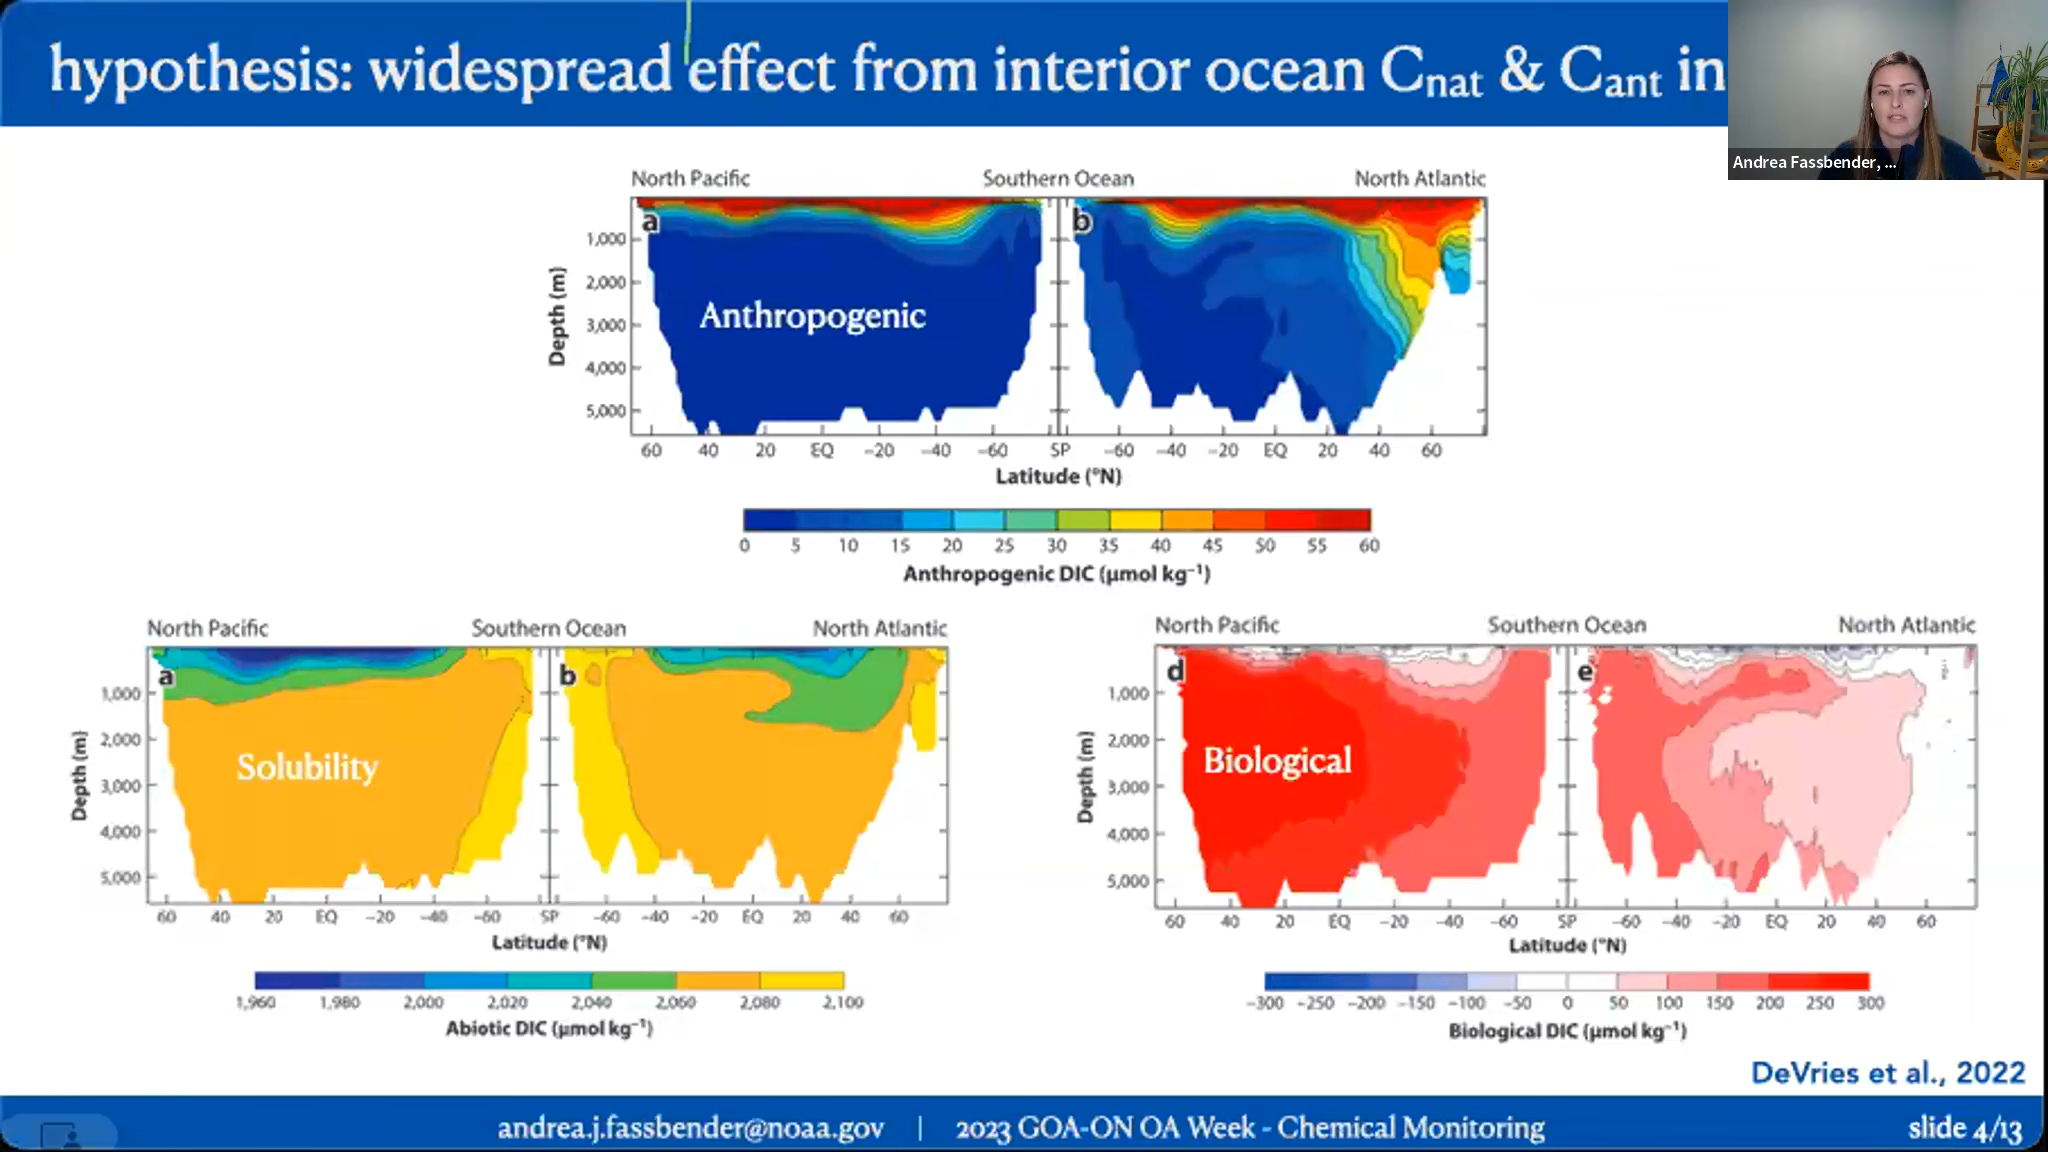 hypothesis: widespread effect from interior ocean Cnat & Cant in
Andrea Fassbender, ...
North Pacific Southern Ocean North Atlantic
a b
1,000
2,000
3,000
4,000
5,000
Depth (m)
Anthropogenic
60 40 20 EQ −20 −40 −60 SP −60 −40 −20 EQ 20 40 60
Latitude (°N)
0 5 10 15 20 25 30 35 40 45 50 55 60
Anthropogenic DIC (μmol kg⁻¹)
North Pacific Southern Ocean North Atlantic
a b
1,000
2,000
3,000
4,000
5,000
Depth (m)
Solubility
60 40 20 EQ −20 −40 −60 SP −60 −40 −20 EQ 20 40 60
Latitude (°N)
1,960 1,980 2,000 2,020 2,040 2,060 2,080 2,100
Abiotic DIC (μmol kg⁻¹)
North Pacific Southern Ocean North Atlantic
d e
1,000
2,000
3,000
4,000
5,000
Depth (m)
Biological
60 40 20 EQ −20 −40 −60 SP −60 −40 −20 EQ 20 40 60
Latitude (°N)
−300 −250 −200 −150 −100 −50 0 50 100 150 200 250 300
Biological DIC (μmol kg⁻¹)
DeVries et al., 2022
andrea.j.fassbender@noaa.gov | 2023 GOA-ON OA Week - Chemical Monitoring
slide 4/13